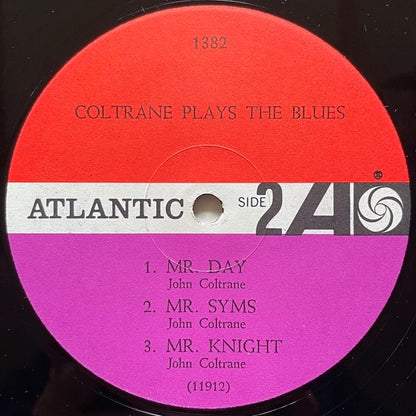 1382
COLTRANE PLAYS THE BLUES
ATLANTIC SIDE 2 A ®
1. MR. DAY
John Coltrane
2. MR. SYMS
John Coltrane
3. MR. KNIGHT
John Coltrane
(11912)